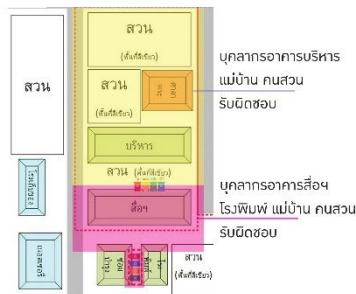 สวน
(พื้นที่สีเขียว)
สวน
สวน
(พื้นที่สีเขียว)
ศาลา
บริหาร
สวน (พื้นที่สีเขียว)
สื่อฯ
สวน
(พื้นที่สีเขียว)
บุคลากรอาคารบริหาร
แม่บ้าน คนสวน
รับผิดชอบ
บุคลากรอาคารสื่อฯ
โรงพิมพ์ แม่บ้าน คนสวน
รับผิดชอบ